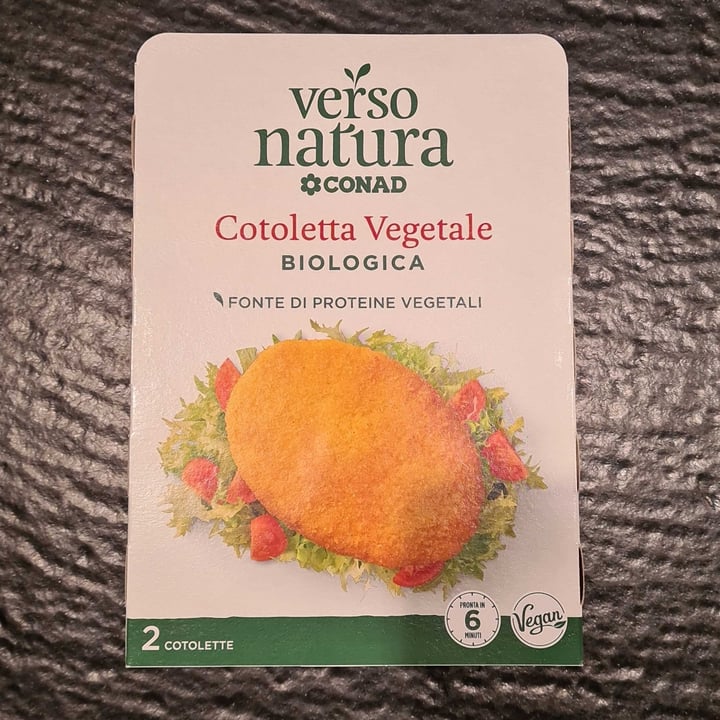 verso
natura
CONAD
Cotoletta Vegetale
BIOLOGICA
FONTE DI PROTEINE VEGETALI
PRONTA IN
6
MINUTI
Vegan
2 COTOLETTE